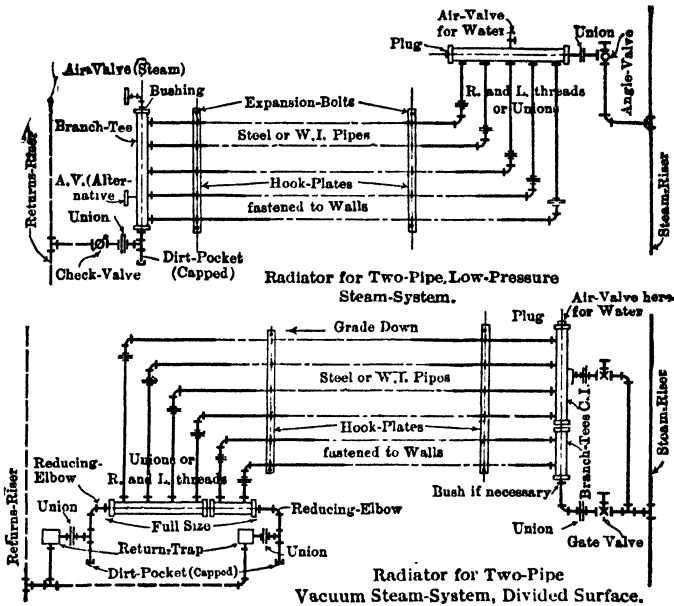 Air-Valve
for Water
Union
Plug
Angle-Valve
Air Valve (Steam)
Bushing
R. and L. threads
or Unions
Expansion-Bolts
Branch-Tee
Steel or W.I. Pipes
A.V. (Alter-
native
Hook-Plates
Returns-Riser
Union
fastened to Walls
Steam-Riser
Check-Valve
Dirt-Pocket
(Capped)
Radiator for Two-Pipe, Low-Pressure
Steam-System.
Air-Valve here
for Water
Plug
Grade Down
Steel or W.I. Pipes
Branch-Tees C.I.
Steam-Riser
Hook-Plates
Unions or
R. and L. threads
fastened to Walls
Reducing-
Elbow
Bush if necessary
Returns-Riser
Union
Full Size
Reducing-Elbow
Union
Gate Valve
Return-Trap
Union
Dirt-Pocket (Capped)
Radiator for Two-Pipe
Vacuum Steam-System, Divided Surface.